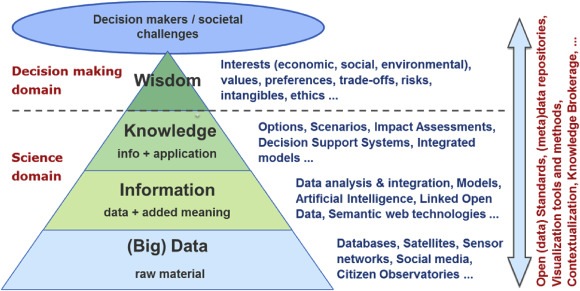 Decision makers / societal
challenges
Decision making
domain
Wisdom
Interests (economic, social, environmental),
values, preferences, trade-offs, risks,
intangibles, ethics ...
Science
domain
Knowledge
info + application
Options, Scenarios, Impact Assessments,
Decision Support Systems, Integrated
models ...
Information
data + added meaning
Data analysis & integration, Models,
Artificial Intelligence, Linked Open
Data, Semantic web technologies ...
(Big) Data
raw material
Databases, Satellites, Sensor
networks, Social media,
Citizen Observatories ...
Open (data) Standards, (meta)data repositories,
Visualization tools and methods,
Contextualization, Knowledge Brokerage, ...